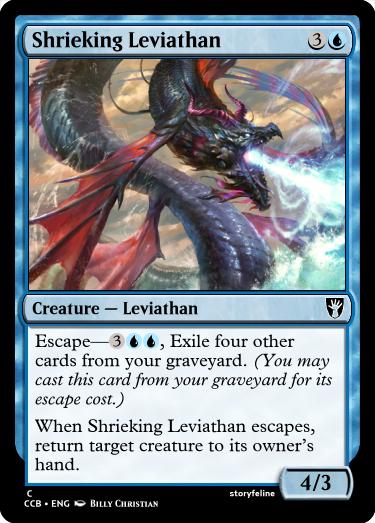 Shrieking Leviathan 3
Creature — Leviathan
Escape—3, Exile four other
cards from your graveyard. (You may
cast this card from your graveyard for its
escape cost.)
When Shrieking Leviathan escapes,
return target creature to its owner's
hand.
4/3
C
CCB • ENG Billy Christian
storyfeline